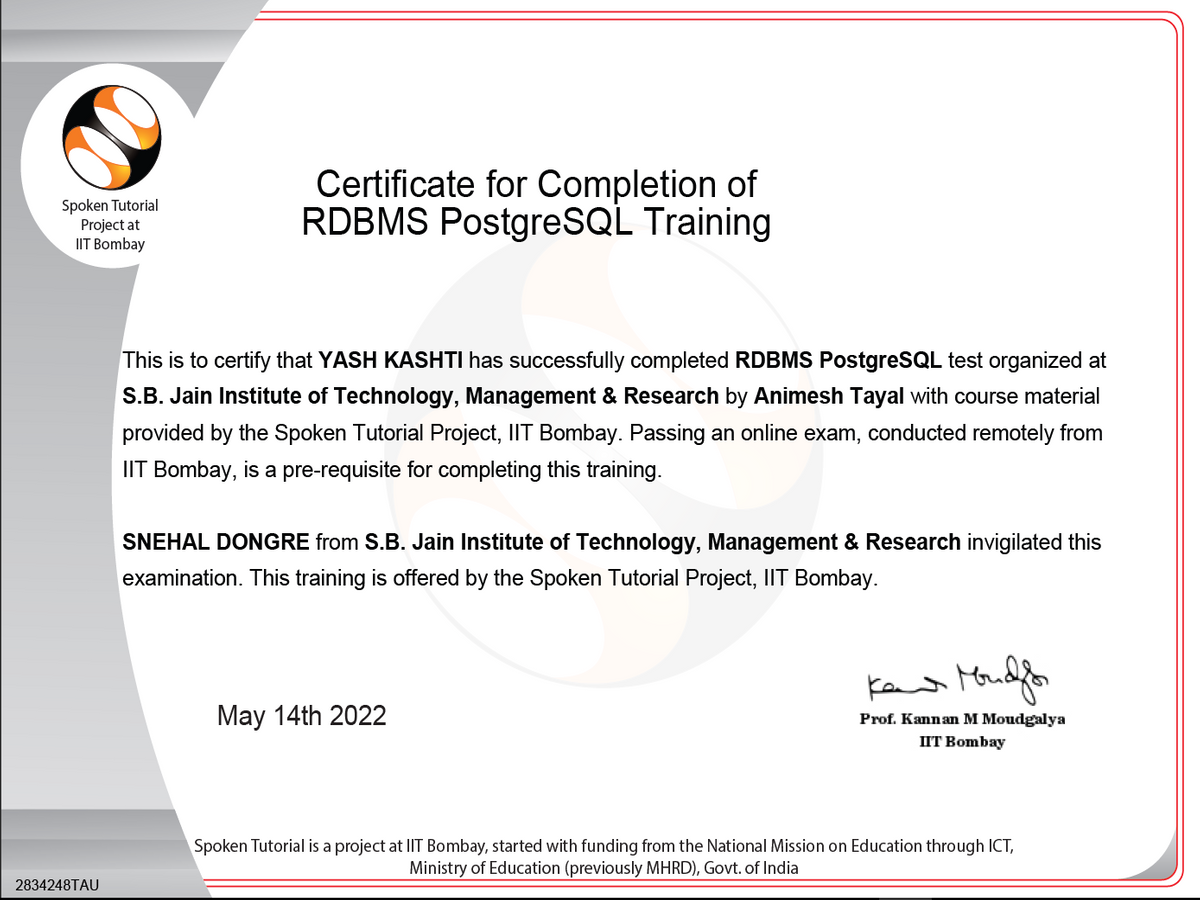 Spoken Tutorial
Project at
IIT Bombay
Certificate for Completion of
RDBMS PostgreSQL Training
This is to certify that YASH KASHTI has successfully completed RDBMS PostgreSQL test organized at
S.B. Jain Institute of Technology, Management & Research by Animesh Tayal with course material
provided by the Spoken Tutorial Project, IIT Bombay. Passing an online exam, conducted remotely from
IIT Bombay, is a pre-requisite for completing this training.
SNEHAL DONGRE from S.B. Jain Institute of Technology, Management & Research invigilated this
examination. This training is offered by the Spoken Tutorial Project, IIT Bombay.
May 14th 2022
Kannan Moudgalya
Prof. Kannan M Moudgalya
IIT Bombay
Spoken Tutorial is a project at IIT Bombay, started with funding from the National Mission on Education through ICT,
Ministry of Education (previously MHRD), Govt. of India
2834248TAU